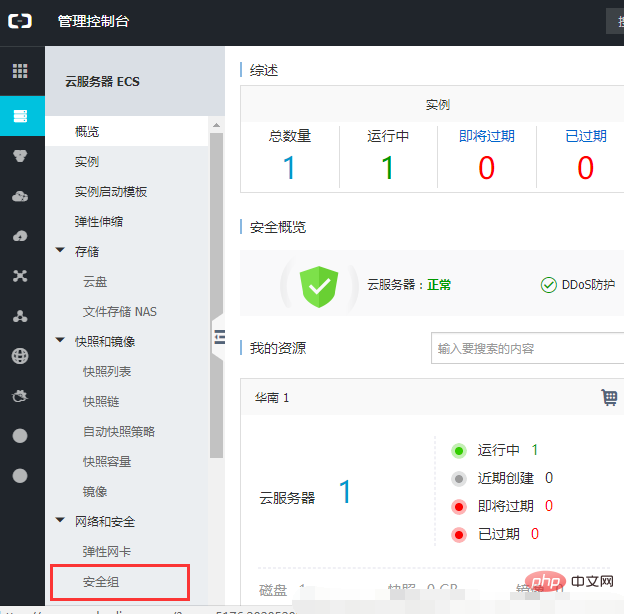 管理控制台
云服务器 ECS
概览
实例
实例启动模板
弹性伸缩
存储
云盘
文件存储 NAS
快照和镜像
快照列表
快照链
自动快照策略
快照容量
镜像
网络和安全
弹性网卡
安全组
综述
实例
总数量 运行中 即将过期 已过期
1 1 0 0
安全概览
云服务器：正常 DDoS防护
我的资源 输入要搜索的内容
华南 1
云服务器 1
运行中 1
近期创建 0
即将过期 0
已过期 0
磁盘 快照 0 GB 镜像
php 中文网